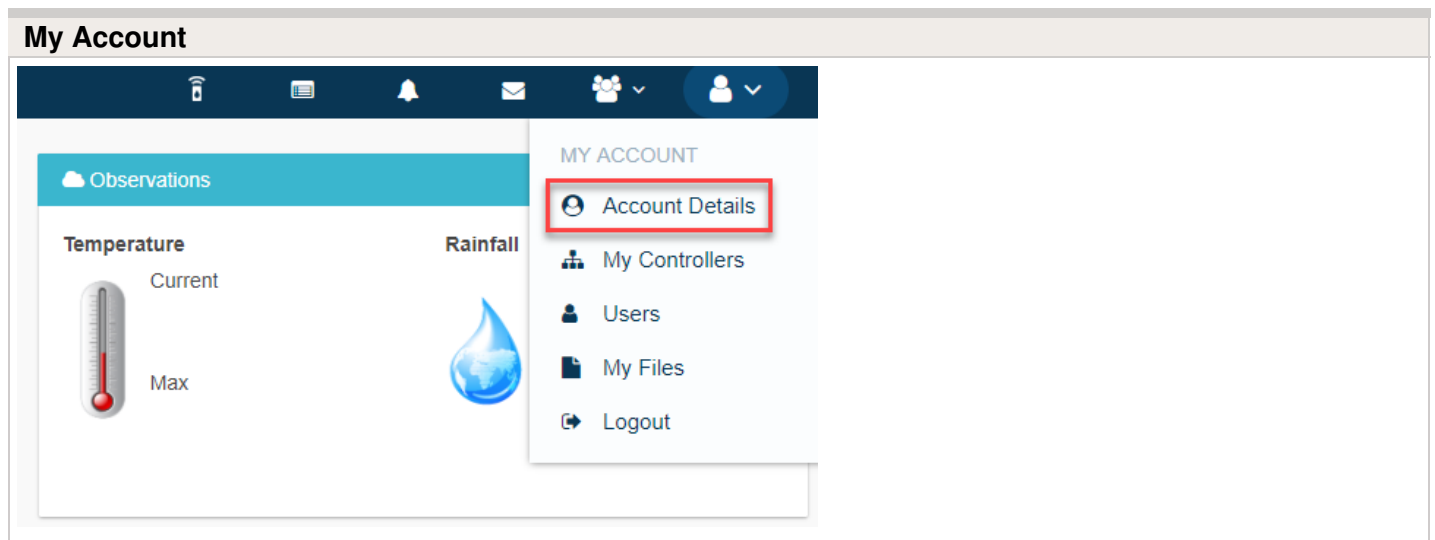 My Account
MY ACCOUNT
Observations
Account Details
Temperature
Rainfall
My Controllers
Current
Users
My Files
Max
Logout